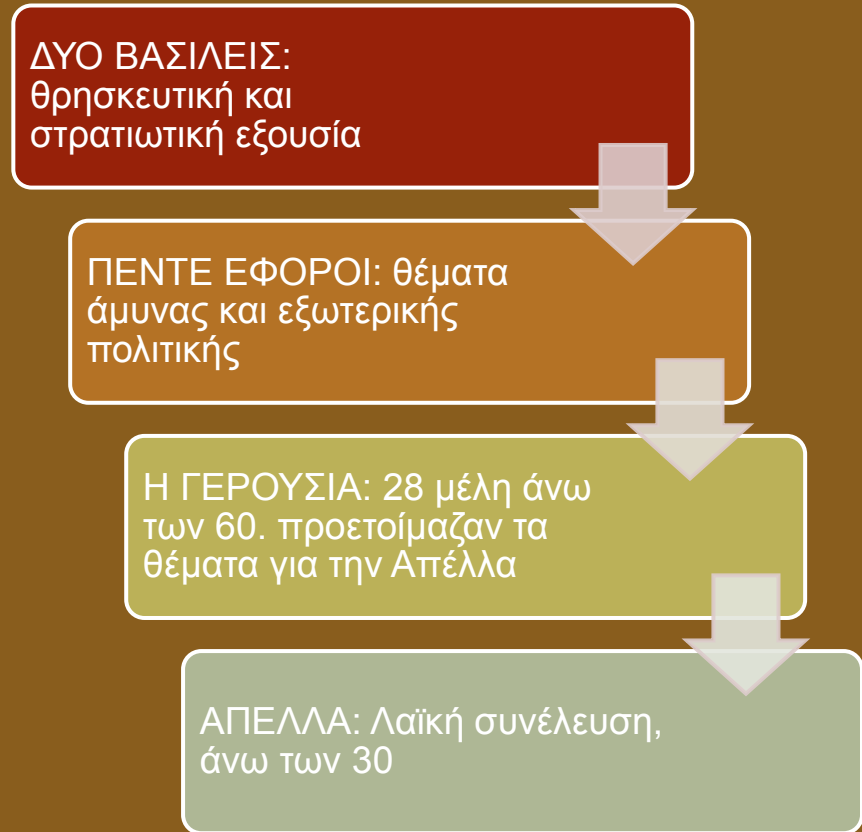 ΔΥΟ ΒΑΣΙΛΕΙΣ:
θρησκευτική και
στρατιωτική εξουσία
ΠΕΝΤΕ ΕΦΟΡΟΙ: θέματα
άμυνας και εξωτερικής
πολιτικής
Η ΓΕΡΟΥΣΙΑ: 28 μέλη άνω
των 60. προετοίμαζαν τα
θέματα για την Απέλλα
ΑΠΕΛΛΑ: Λαϊκή συνέλευση,
άνω των 30